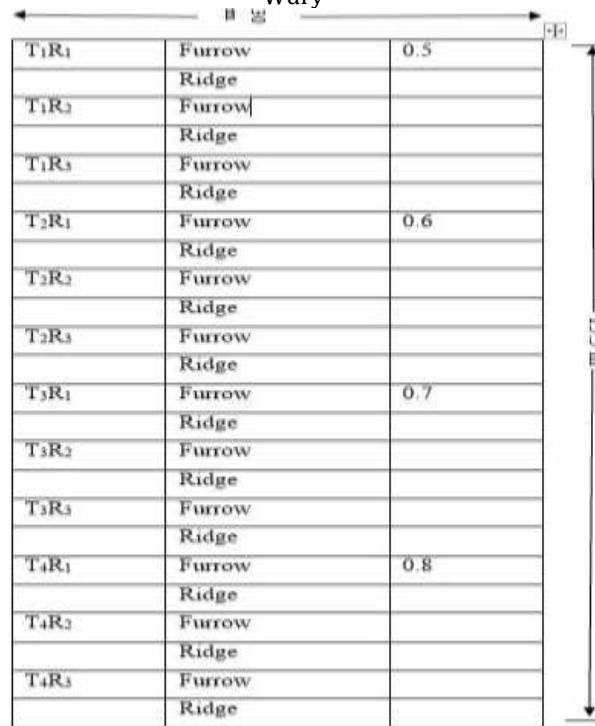 Wary
T₁R₁ Furrow 0.5
Ridge
T₁R₂ Furrow
Ridge
T₁R₃ Furrow
Ridge
T₂R₁ Furrow 0.6
Ridge
T₂R₂ Furrow
Ridge
T₂R₃ Furrow
Ridge
T₃R₁ Furrow 0.7
Ridge
T₃R₂ Furrow
Ridge
T₃R₃ Furrow
Ridge
T₄R₁ Furrow 0.8
Ridge
T₄R₂ Furrow
Ridge
T₄R₃ Furrow
Ridge